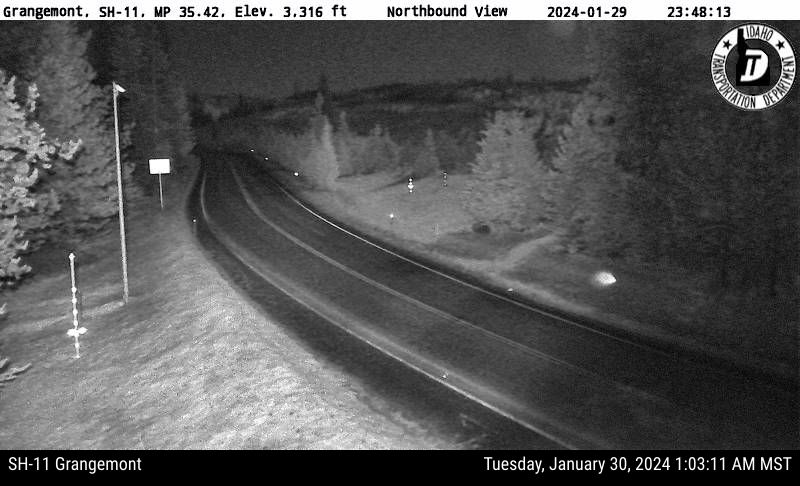 Grangemont, SH-11, MP 35.42, Elev. 3,316 ft Northbound View 2024-01-29 23:48:13
IDAHO
TRANSPORTATION DEPARTMENT
SH-11 Grangemont Tuesday, January 30, 2024 1:03:11 AM MST